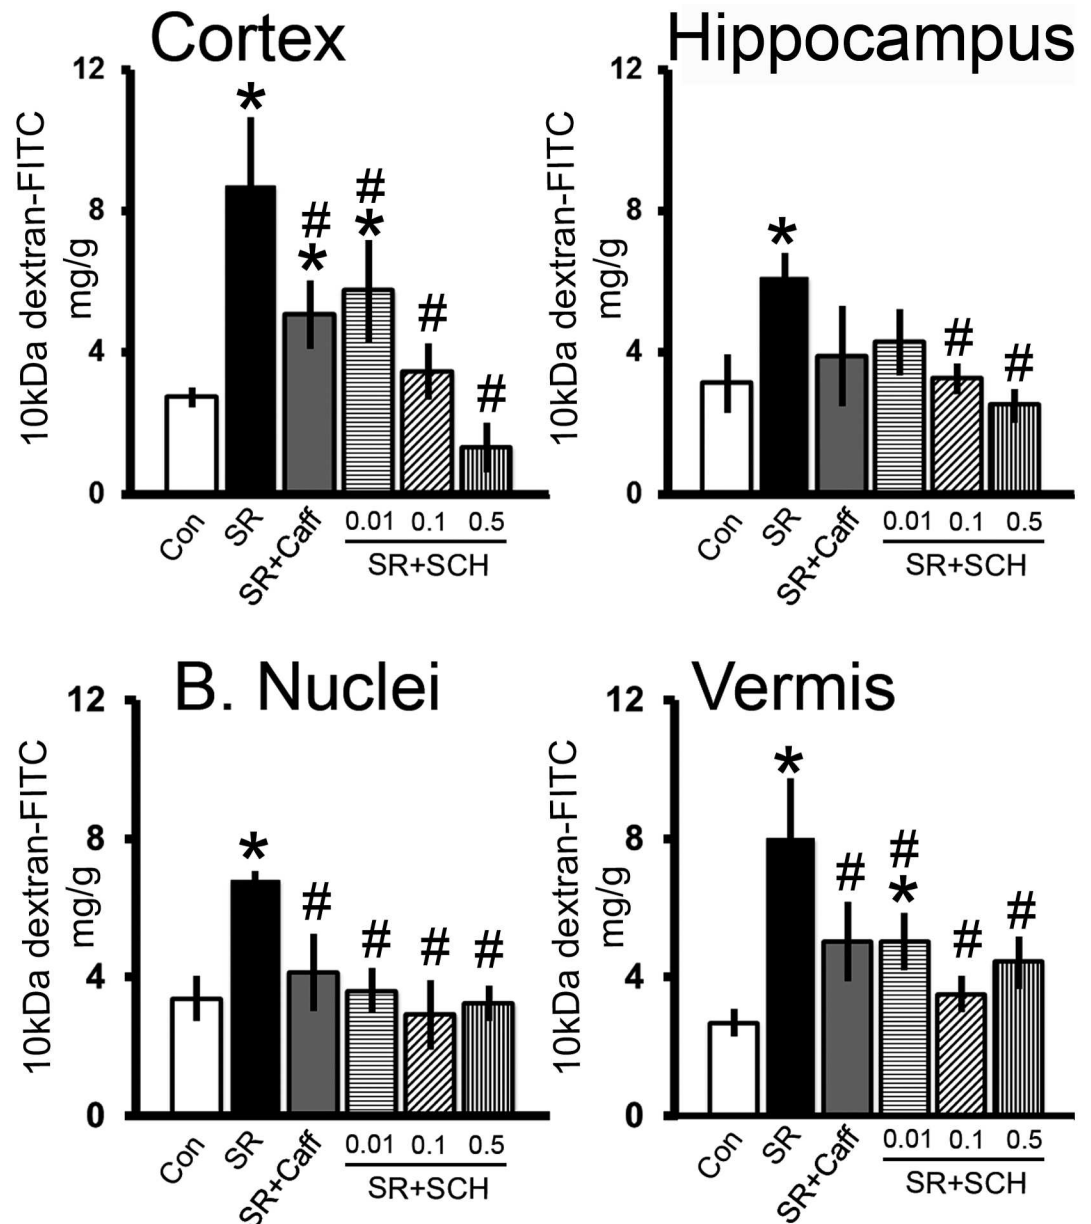 Cortex
12
8
4
0
10kDa dextran-FITC
mg/g
*
#
*
#
*
#
#
Con
SR
SR+Caff
0.01
0.1
0.5
SR+SCH
Hippocampus
12
8
4
0
10kDa dextran-FITC
mg/g
*
#
#
Con
SR
SR+Caff
0.01
0.1
0.5
SR+SCH
B. Nuclei
12
8
4
0
10kDa dextran-FITC
mg/g
*
#
#
#
#
Con
SR
SR+Caff
0.01
0.1
0.5
SR+SCH
Vermis
12
8
4
0
10kDa dextran-FITC
mg/g
*
#
#
*
#
#
Con
SR
SR+Caff
0.01
0.1
0.5
SR+SCH